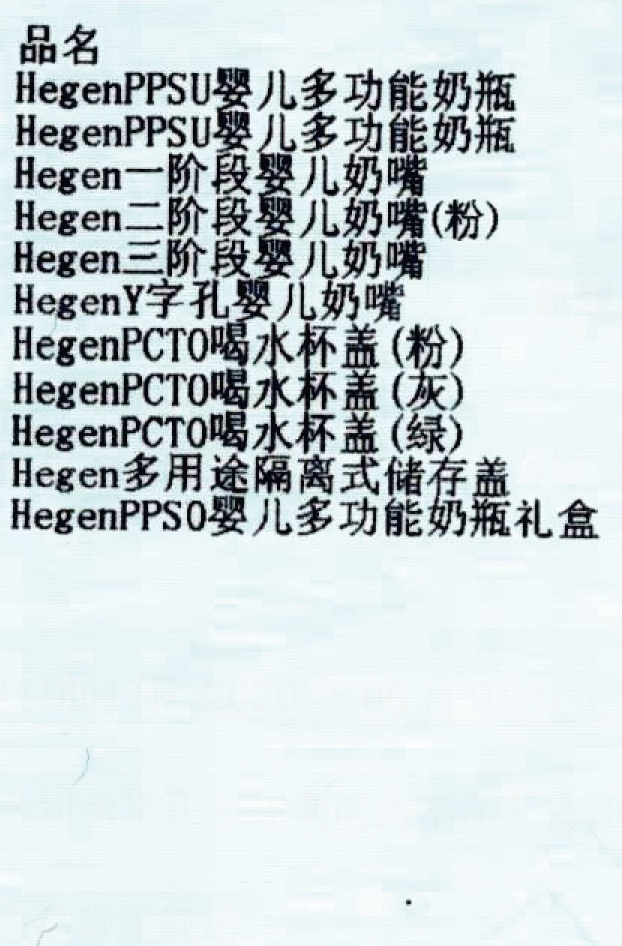 品名
HegenPPSU婴儿多功能奶瓶
HegenPPSU婴儿多功能奶瓶
Hegen一阶段婴儿奶嘴
Hegen二阶段婴儿奶嘴(粉)
Hegen三阶段婴儿奶嘴
HegenY字孔婴儿奶嘴
HegenPCTO喝水杯盖(粉)
HegenPCTO喝水杯盖(灰)
HegenPCTO喝水杯盖(绿)
Hegen多用途隔离式储存盖
HegenPPSO婴儿多功能奶瓶礼盒